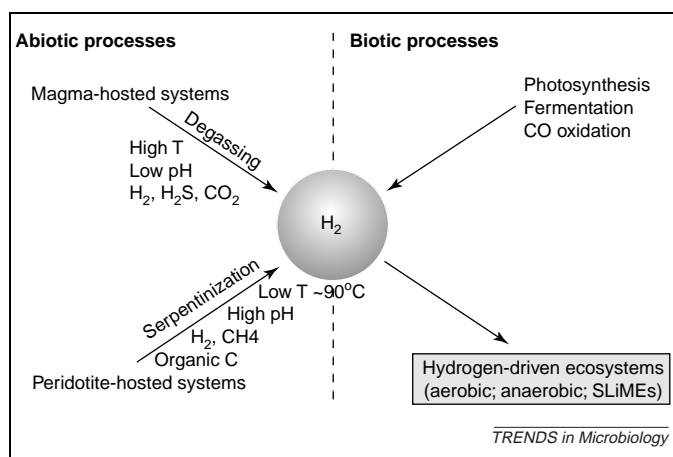 Abiotic processes
Biotic processes
Magma-hosted systems
Degassing
High T
Low pH
H₂, H₂S, CO₂
Photosynthesis
Fermentation
CO oxidation
H₂
Serpentinization
Low T ~90°C
High pH
H₂, CH4
Organic C
Peridotite-hosted systems
Hydrogen-driven ecosystems
(aerobic; anaerobic; SLiMEs)
TRENDS in Microbiology